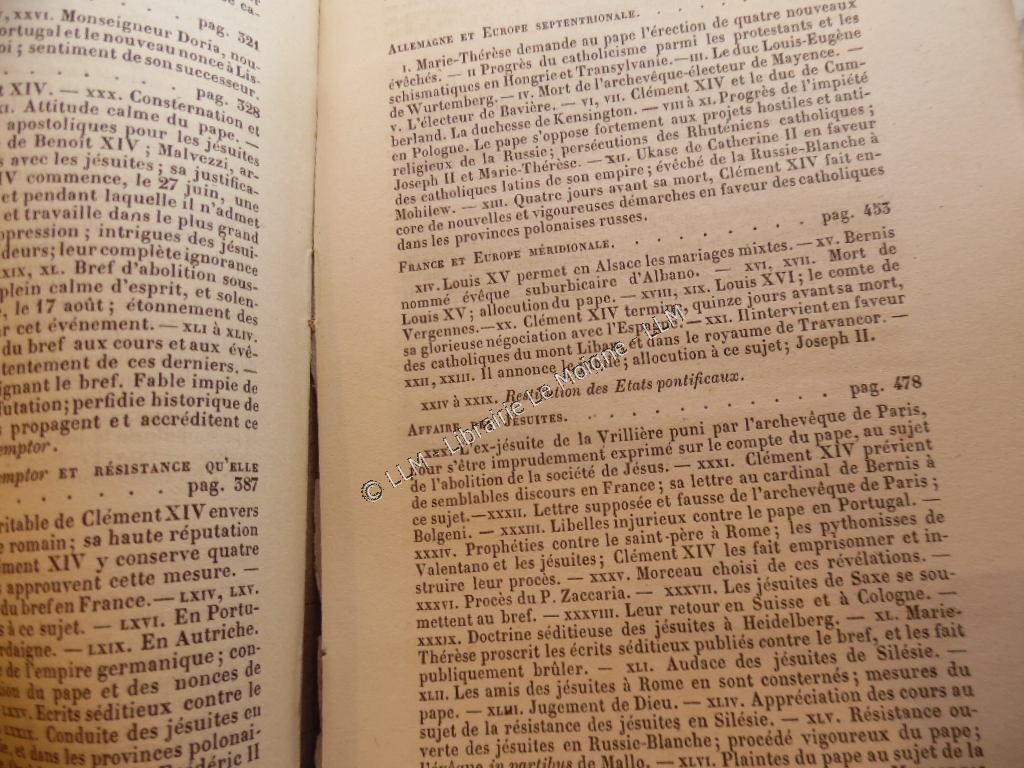 ca-
, XXVI. Monseigneur Doria, nou-
ortugal et le nouveau nonce à Lis-
oi ; sentiment de son successeur.
. . . . . . pag. 328
t XIV. — XXX. Consternation et
XI. Attitude calme du pape. —
apostoliques pour les jésuites
de Benoît XIV ; Malvezzi, ar-
s avec les jésuites ; sa justifica-
IV commence, le 27 juin, une
et pendant laquelle il n'admet
et travaille dans le plus grand
ppression ; intrigues des jésui-
deurs; leur complète ignorance
XIX, XL. Bref d'abolition sous-
plein calme d'esprit, et solen-
, le 17 août ; étonnement des
r cet événement. — XLI à XLIV.
du bref aux cours et aux évê-
tentement de ces derniers. —
ignant le bref. Fable impie de
futation; perfidie historique de
s propagent et accréditent ce
emptor.
emptor ET RÉSISTANCE QU'ELLE
. . . . . . pag. 387
ritable de Clément XIV envers
e romain ; sa haute réputation
ément XIV y conserve quatre
s approuvent cette mesure. —
du bref en France. — LXIV, LXV.
s à ce sujet. — LXVI. En Portu-
rdaigne. — LXIX. En Autriche.
e de l'empire germanique ; con-
sion du pape et des nonces de
LXXV. Ecrits séditieux contre le
LXXIX. Conduite des jésuites en
ie, et dans les provinces polonai-
Frédéric II
ALLEMAGNE ET EUROPE SEPTENTRIONALE. . . . . . .
I. Marie-Thérèse demande au pape l'érection de quatre nouveaux
évêchés. — II Progrès du catholicisme parmi les protestants et les
schismatiques en Hongrie et Transylvanie.—III. Le duc Louis-Eugène
de Wurtemberg. — IV. Mort de l'archevêque-électeur de Mayence. —
V. L'électeur de Bavière. — VI, VII. Clément XIV et le duc de Cum-
berland. La duchesse de Kensington. — VIII à XI. Progrès de l'impiété
en Pologne. Le pape s'oppose fortement aux projets hostiles et anti-
religieux de la Russie; persécutions des Rhuténiens catholiques ;
Joseph II et Marie-Thérèse. — XII. Ukase de Catherine II en faveur
des catholiques latins de son empire ; évêché de la Russie-Blanche à
Mohilew. — XIII. Quatre jours avant sa mort, Clément XIV fait en-
core de nouvelles et vigoureuses démarches en faveur des catholiques
dans les provinces polonaises russes.
FRANCE ET EUROPE MÉRIDIONALE. . . . . . . . . pag. 453
XIV. Louis XV permet en Alsace les mariages mixtes. — XV. Bernis
nommé évêque suburbicaire d'Albano. — XVI, XVII. Mort de
Louis XV; allocution du pape. — XVIII, XIX. Louis XVI; le comte de
Vergennes.—XX. Clément XIV termine, quinze jours avant sa mort,
sa glorieuse négociation avec l'Espagne. — XXI. Il intervient en faveur
des catholiques du mont Liban et dans le royaume de Travancor. —
XXII, XXIII. Il annonce le jubilé; allocution à ce sujet; Joseph II.
XXIV à XXIX. Restitution des Etats pontificaux.
AFFAIRE DES JÉSUITES. . . . . . . . . . . pag. 478
XXX. L'ex-jésuite de la Vrillière puni par l'archevêque de Paris,
pour s'être imprudemment exprimé sur le compte du pape, au sujet
de l'abolition de la société de Jésus. — XXXI. Clément XIV prévient
de semblables discours en France ; sa lettre au cardinal de Bernis à
ce sujet.—XXXII. Lettre supposée et fausse de l'archevêque de Paris ;
Bolgeni. — XXXIII. Libelles injurieux contre le pape en Portugal. —
XXXIV. Prophéties contre le saint-père à Rome; les pythonisses de
Valentano et les jésuites; Clément XIV les fait emprisonner et in-
struire leur procès. — XXXV. Morceau choisi de ces révélations. —
XXXVI. Procès du P. Zaccaria. — XXXVII. Les jésuites de Saxe se sou-
mettent au bref. — XXXVIII. Leur retour en Suisse et à Cologne. —
XXXIX. Doctrine séditieuse des jésuites à Heidelberg. — XL. Marie-
Thérèse proscrit les écrits séditieux publiés contre le bref, et les fait
publiquement brûler. — XLI. Audace des jésuites de Silésie. —
XLII. Les amis des jésuites à Rome en sont consternés; mesures du
pape. — XLIII. Jugement de Dieu. — XLIV. Appréciation des cours au
sujet de la résistance des jésuites en Silésie. — XLV. Résistance ou-
verte des jésuites en Russie-Blanche; procédé vigoureux du pape;
l'évêque in partibus de Mallo. — XLVI. Plaintes du pape au sujet de la
© LLM - Librairie Le Moigne - LLM
pag. 321